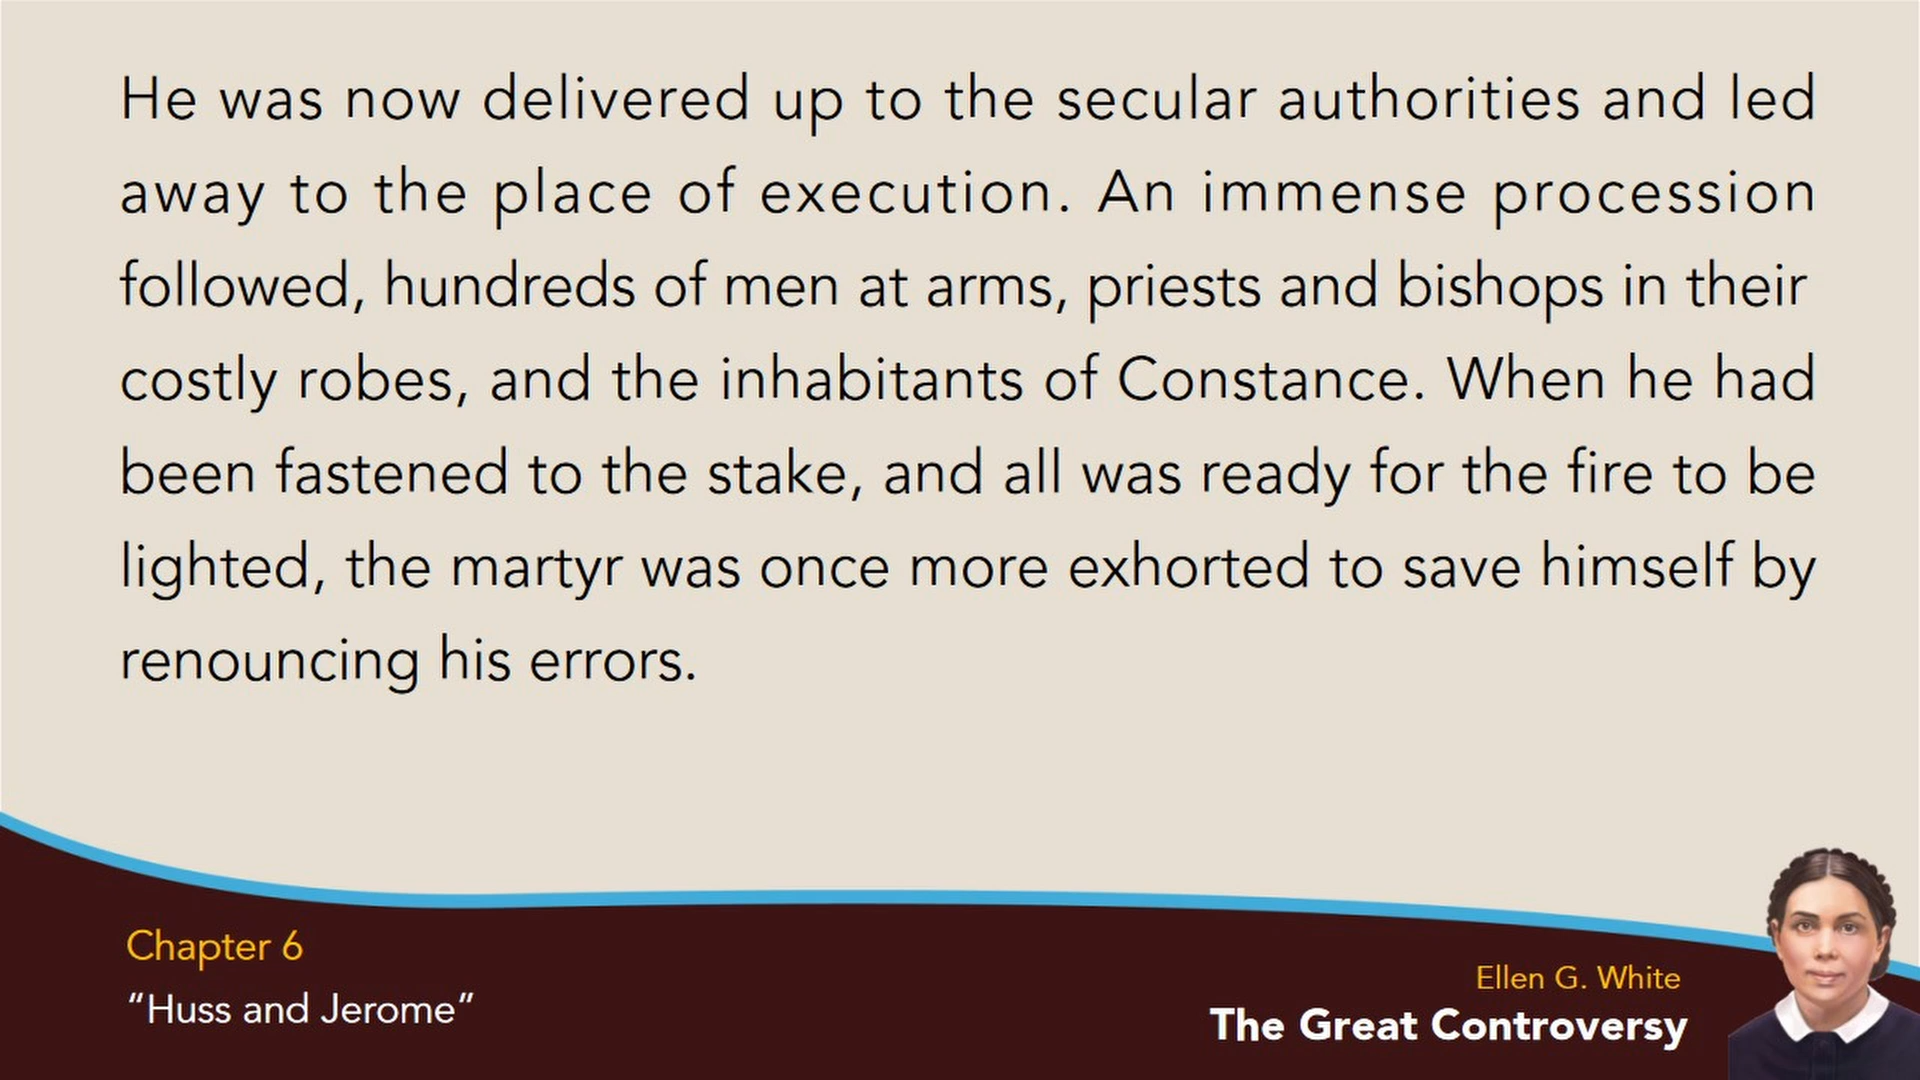 He was now delivered up to the secular authorities and led
away to the place of execution. An immense procession
followed, hundreds of men at arms, priests and bishops in their
costly robes, and the inhabitants of Constance. When he had
been fastened to the stake, and all was ready for the fire to be
lighted, the martyr was once more exhorted to save himself by
renouncing his errors.
Chapter 6
“Huss and Jerome”
Ellen G. White
The Great Controversy